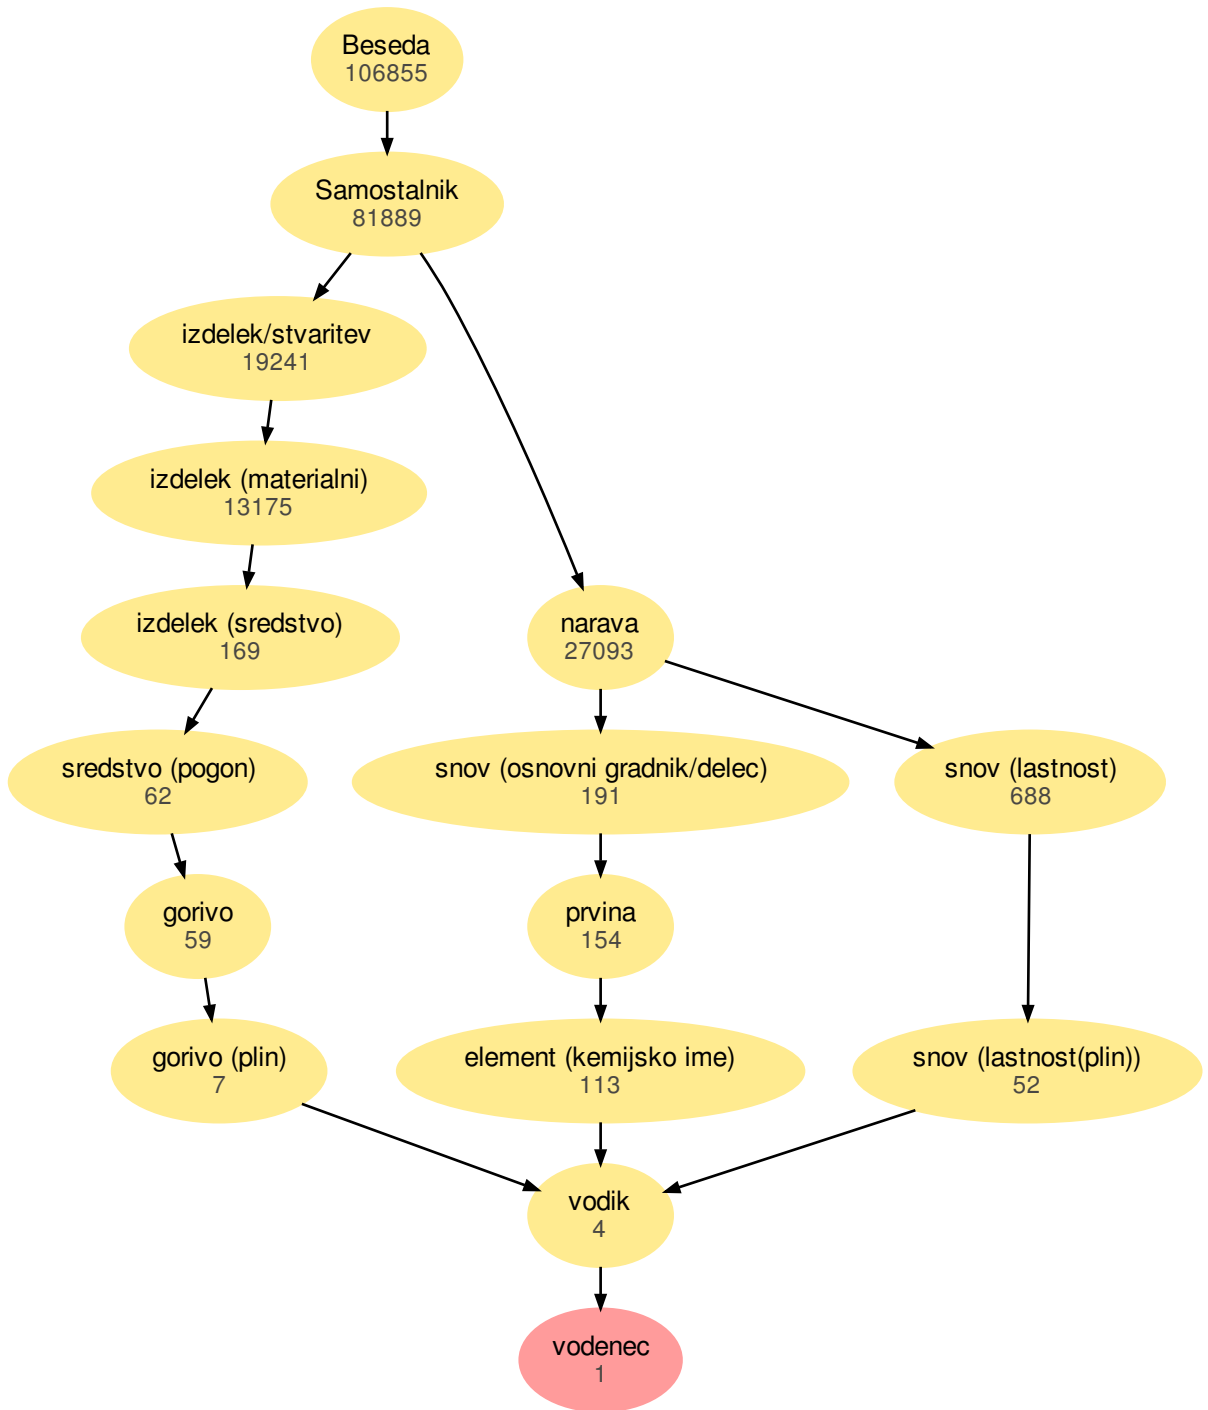 Beseda
106855
Samostalnik
81889
izdelek/stvaritev
19241
izdelek (materialni)
13175
izdelek (sredstvo)
169
narava
27093
sredstvo (pogon)
62
snov (osnovni gradnik/delec)
191
snov (lastnost)
688
gorivo
59
prvina
154
gorivo (plin)
7
element (kemijsko ime)
113
snov (lastnost(plin))
52
vodik
4
vodenec
1